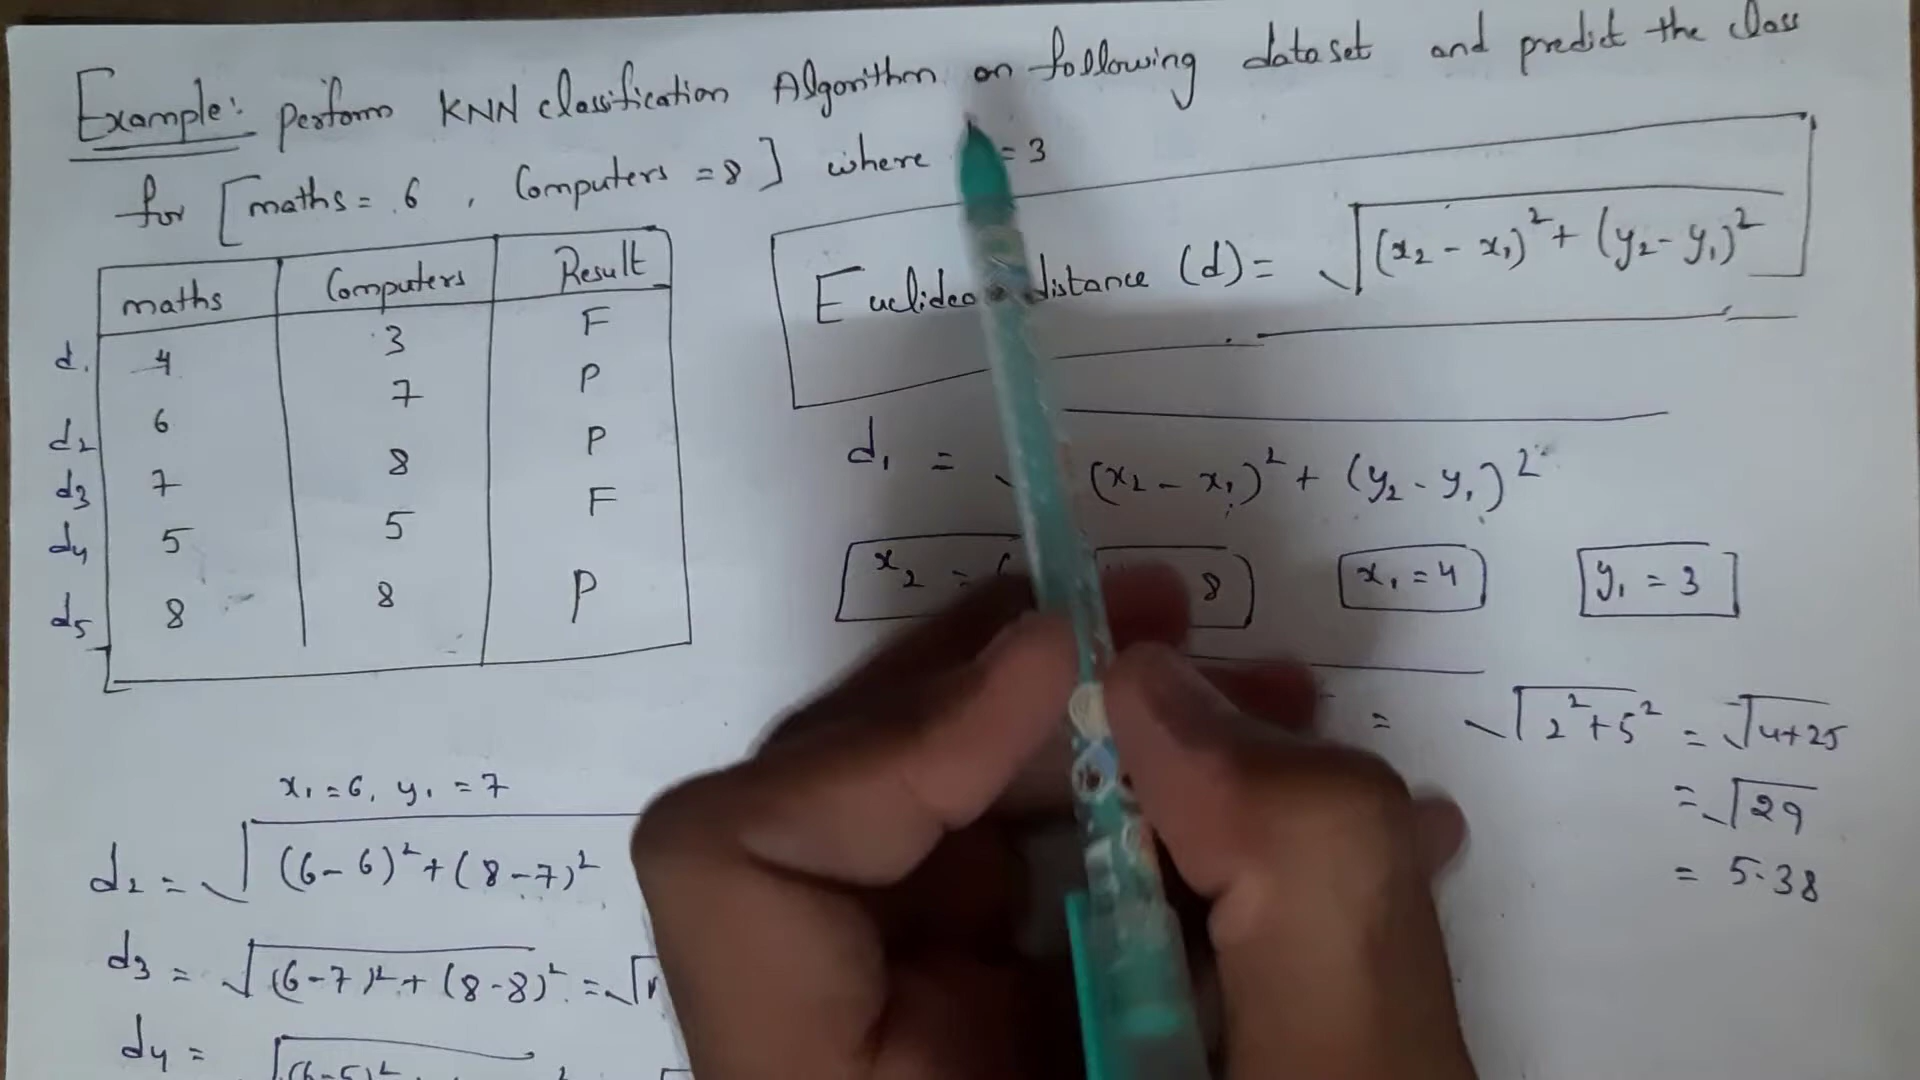 Example: perform KNN classification Algorithm on following dataset and predict the class
for [maths = 6, Computers = 8] where = 3
maths Computers Result
d1 4 3 F
d2 6 7 P
d3 7 8 P
d4 5 5 F
d5 8 8 P
Euclidea distance (d) = √(x₂ - x₁)² + (y₂ - y₁)²
d₁ = (x₂ - x₁)² + (y₂ - y₁)²
x₂ = 8 x₁ = 4 y₁ = 3
= √2² + 5² = √4+25
= √29
= 5.38
x₁ = 6, y₁ = 7
d₂ = √(6-6)² + (8-7)²
d₃ = √(6-7)² + (8-8)² = √
d₄ = √(6-5)²